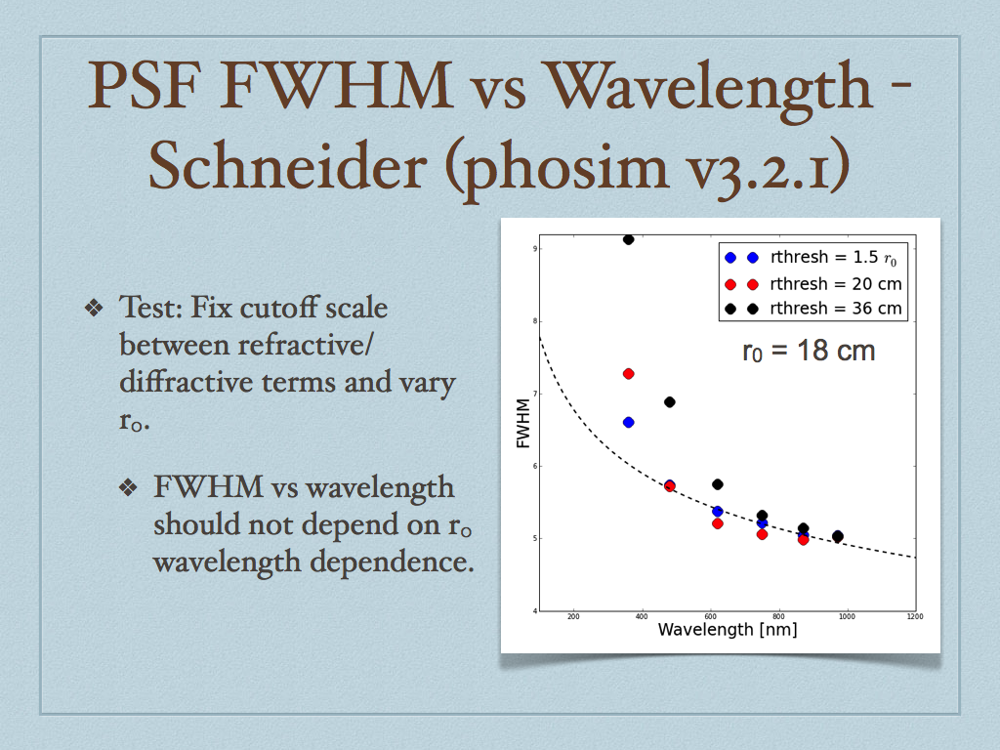 PSF FWHM vs Wavelength -
Schneider (phosim v3.2.1)
❖ Test: Fix cutoff scale
between refractive/
diffractive terms and vary
r₀.
❖ FWHM vs wavelength
should not depend on r₀
wavelength dependence.
rthresh = 1.5 r₀
rthresh = 20 cm
rthresh = 36 cm
r₀ = 18 cm
FWHM
9
8
7
6
5
4
200 400 600 800 1000 1200
Wavelength [nm]